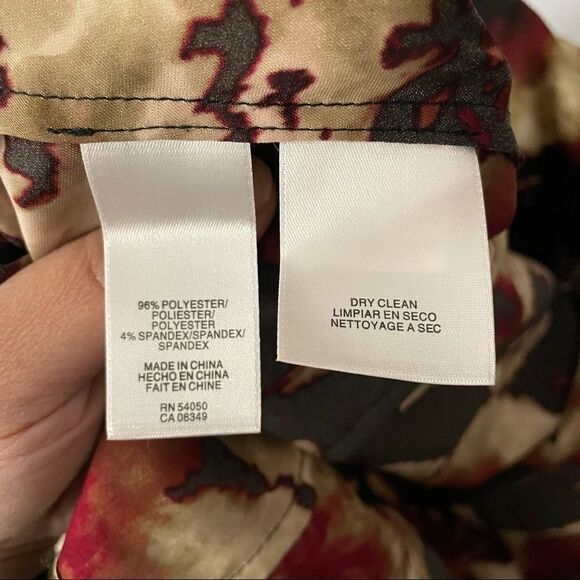 96% POLYESTER/
POLIESTER/
POLYESTER
4% SPANDEX/SPANDEX/
SPANDEX
MADE IN CHINA
HECHO EN CHINA
FAIT EN CHINE
RN 54050
CA 08349
DRY CLEAN
LIMPIAR EN SECO
NETTOYAGE A SEC